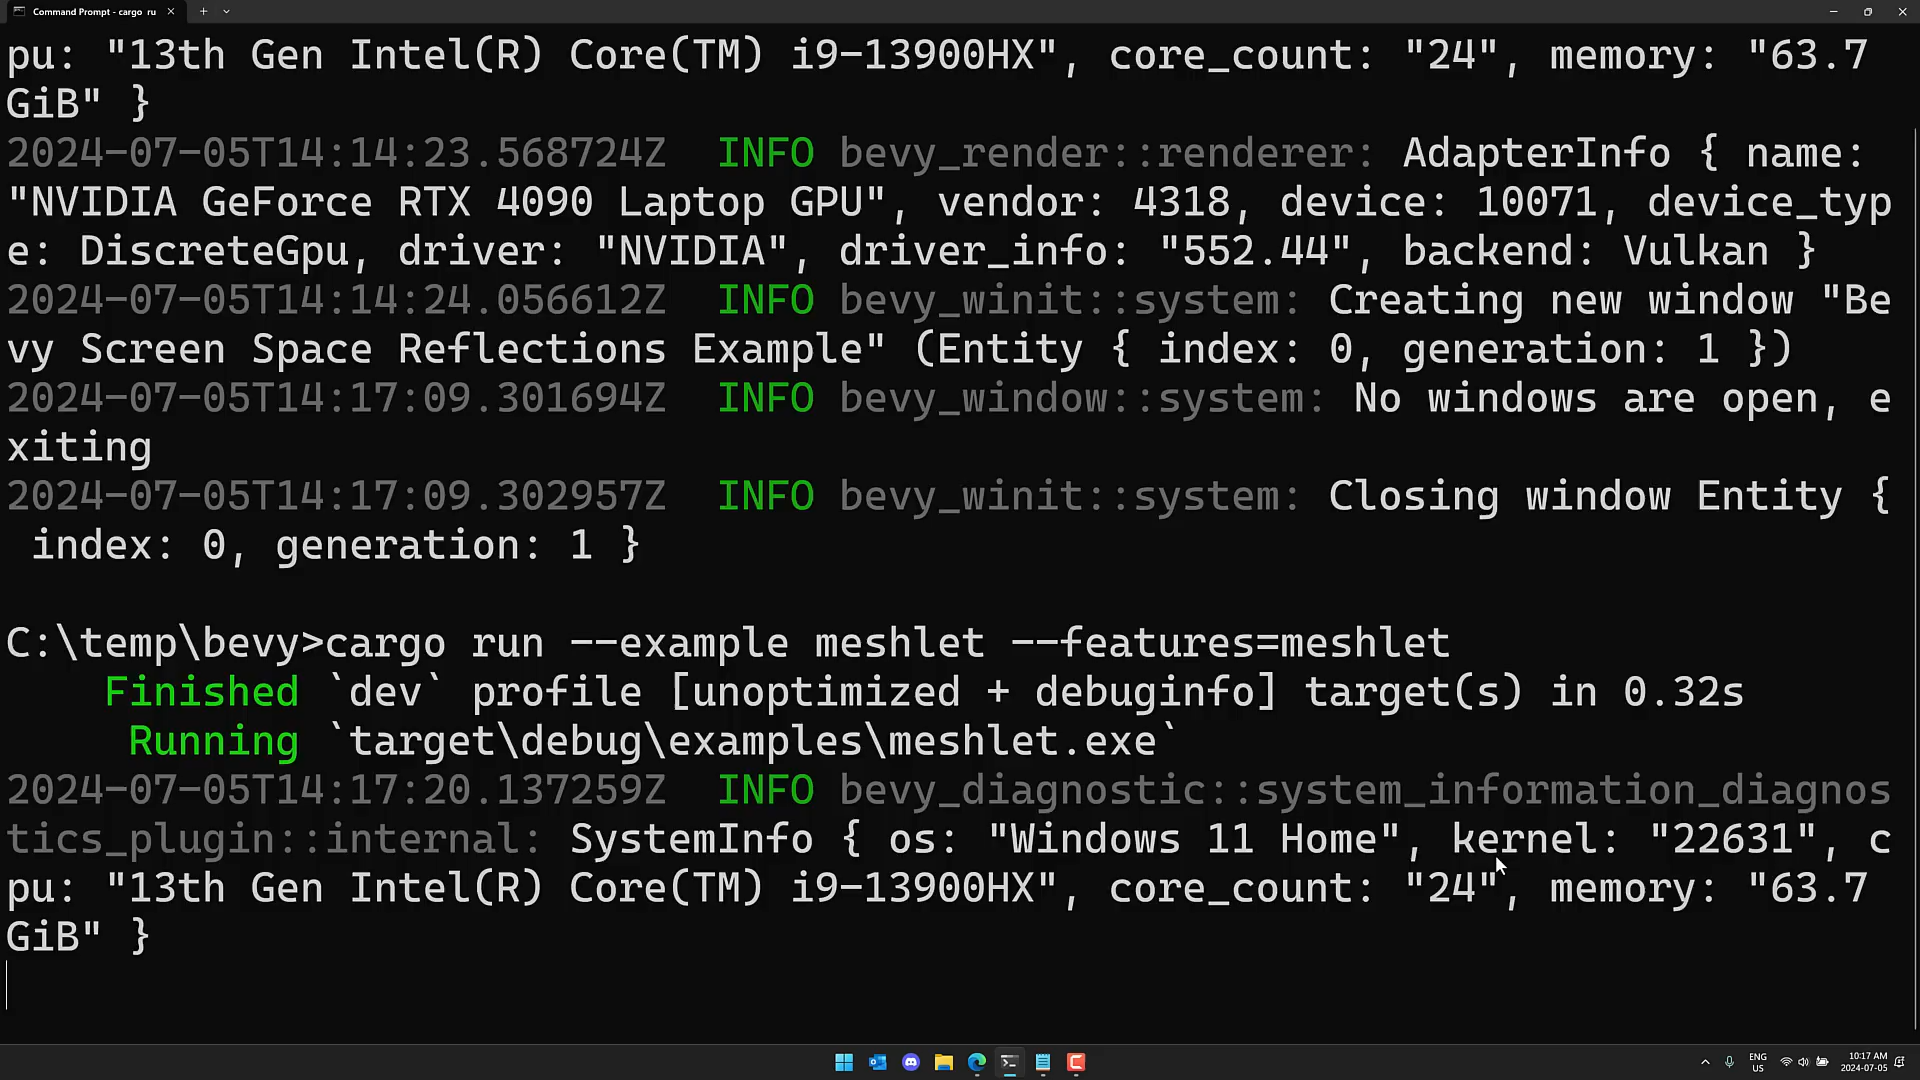 Command Prompt - cargo  ru
pu: "13th Gen Intel(R) Core(TM) i9-13900HX", core_count: "24", memory: "63.7
GiB" }
2024-07-05T14:14:23.568724Z  INFO bevy_render::renderer: AdapterInfo { name:
"NVIDIA GeForce RTX 4090 Laptop GPU", vendor: 4318, device: 10071, device_typ
e: DiscreteGpu, driver: "NVIDIA", driver_info: "552.44", backend: Vulkan }
2024-07-05T14:14:24.056612Z  INFO bevy_winit::system: Creating new window "Be
vy Screen Space Reflections Example" (Entity { index: 0, generation: 1 })
2024-07-05T14:17:09.301694Z  INFO bevy_window::system: No windows are open, e
xiting
2024-07-05T14:17:09.302957Z  INFO bevy_winit::system: Closing window Entity {
 index: 0, generation: 1 }
C:\temp\bevy>cargo run --example meshlet --features=meshlet
    Finished `dev` profile [unoptimized + debuginfo] target(s) in 0.32s
     Running `target\debug\examples\meshlet.exe`
2024-07-05T14:17:20.137259Z  INFO bevy_diagnostic::system_information_diagnos
tics_plugin::internal: SystemInfo { os: "Windows 11 Home", kernel: "22631", c
pu: "13th Gen Intel(R) Core(TM) i9-13900HX", core_count: "24", memory: "63.7
GiB" }
ENG
US
10:17 AM
2024-07-05